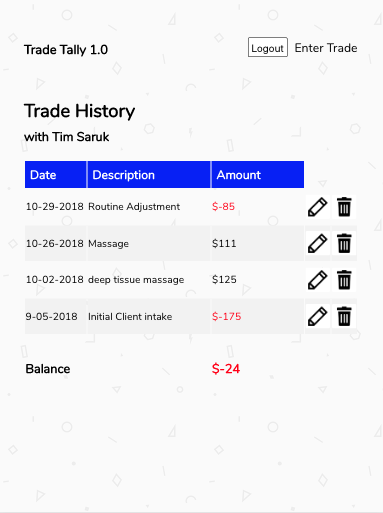 Trade Tally 1.0 Logout Enter Trade
Trade History
with Tim Saruk
Date Description Amount
10-29-2018 Routine Adjustment $-85
10-26-2018 Massage $111
10-02-2018 deep tissue massage $125
9-05-2018 Initial Client intake $-175
Balance $-24